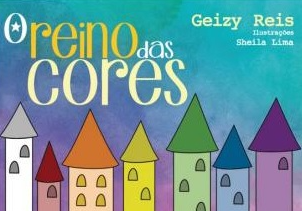 O reino das
cores
Geizy Reis
Ilustrações
Sheila Lima